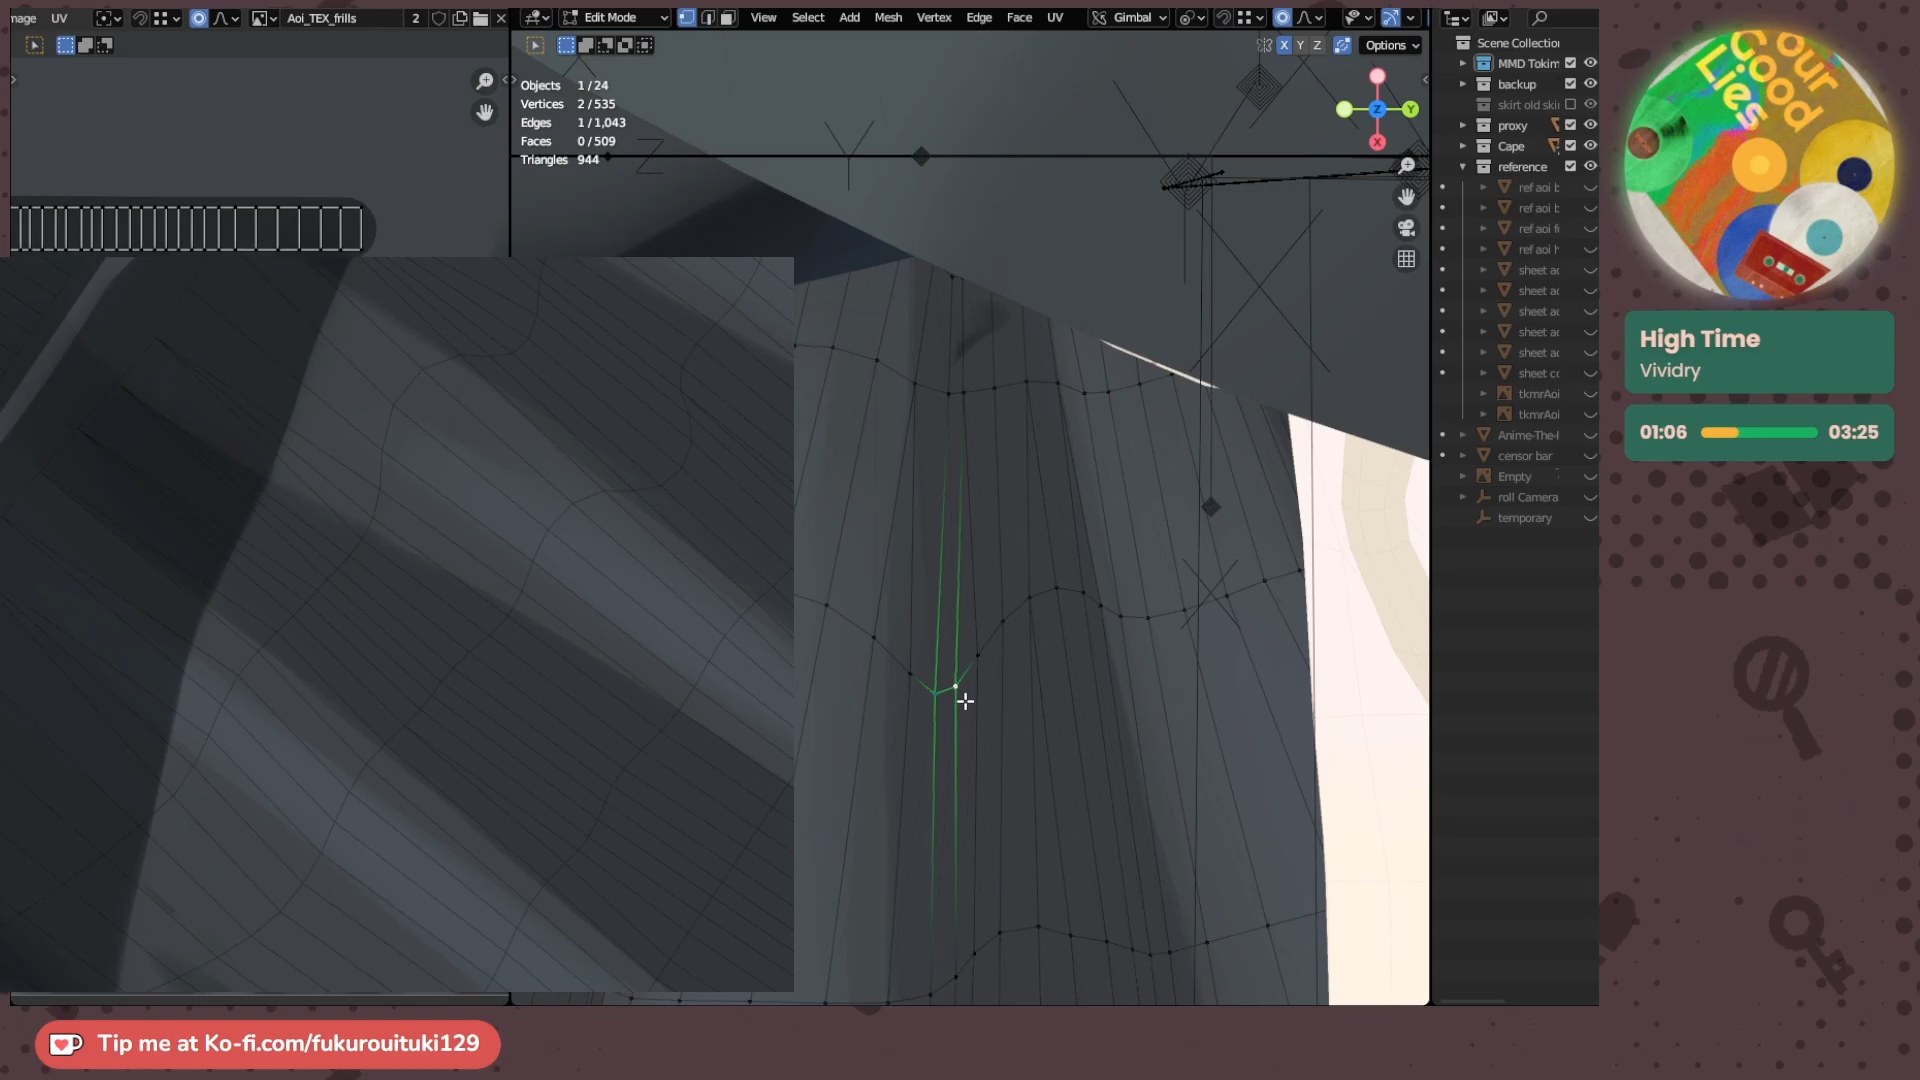 mage UV Aoi_TEX_frills 2
Edit Mode View Select Add Mesh Vertex Edge Face UV Gimbal
X Y Z Options
Objects 1 / 24
Vertices 2 / 535
Edges 1 / 1,043
Faces 0 / 509
Triangles 944
Z Y
X
Scene Collection
MMD Tokim
backup
skirt old ski
proxy
Cape
reference
ref aoi b
ref aoi b
ref aoi f
ref aoi h
sheet ac
sheet ac
sheet ac
sheet ac
sheet ac
sheet cc
tkmrAoi
tkmrAoi
Anime-The-I
censor bar
Empty
roll Camera
temporary
Your
Good
Lies
High Time
Vividry
01:06 03:25
Tip me at Ko-fi.com/fukurouituki129